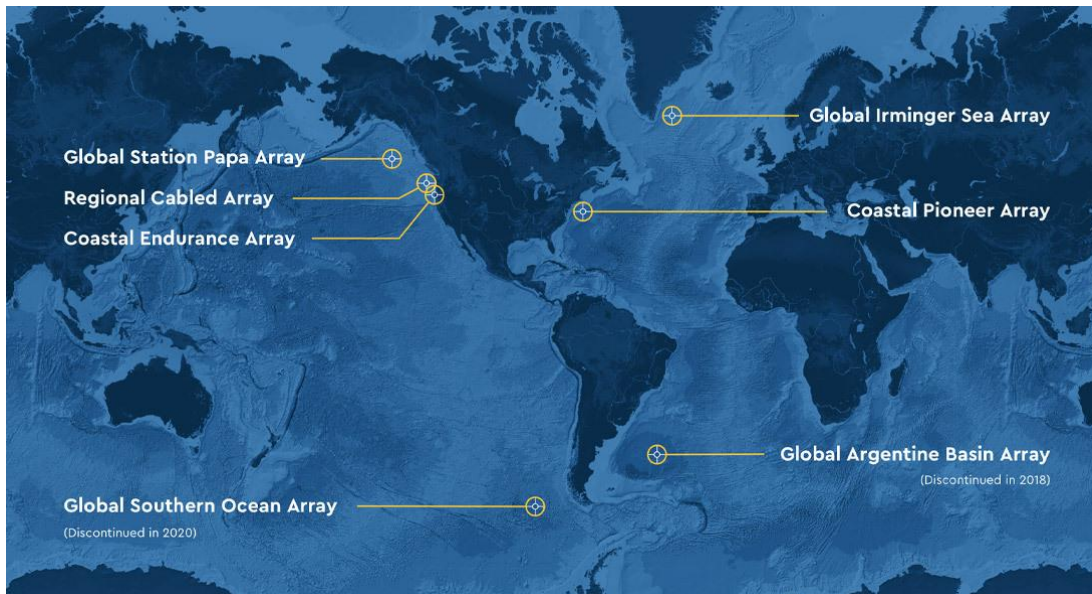 Global Irminger Sea Array
Global Station Papa Array
Regional Cabled Array
Coastal Pioneer Array
Coastal Endurance Array
Global Argentine Basin Array
(Discontinued in 2018)
Global Southern Ocean Array
(Discontinued in 2020)